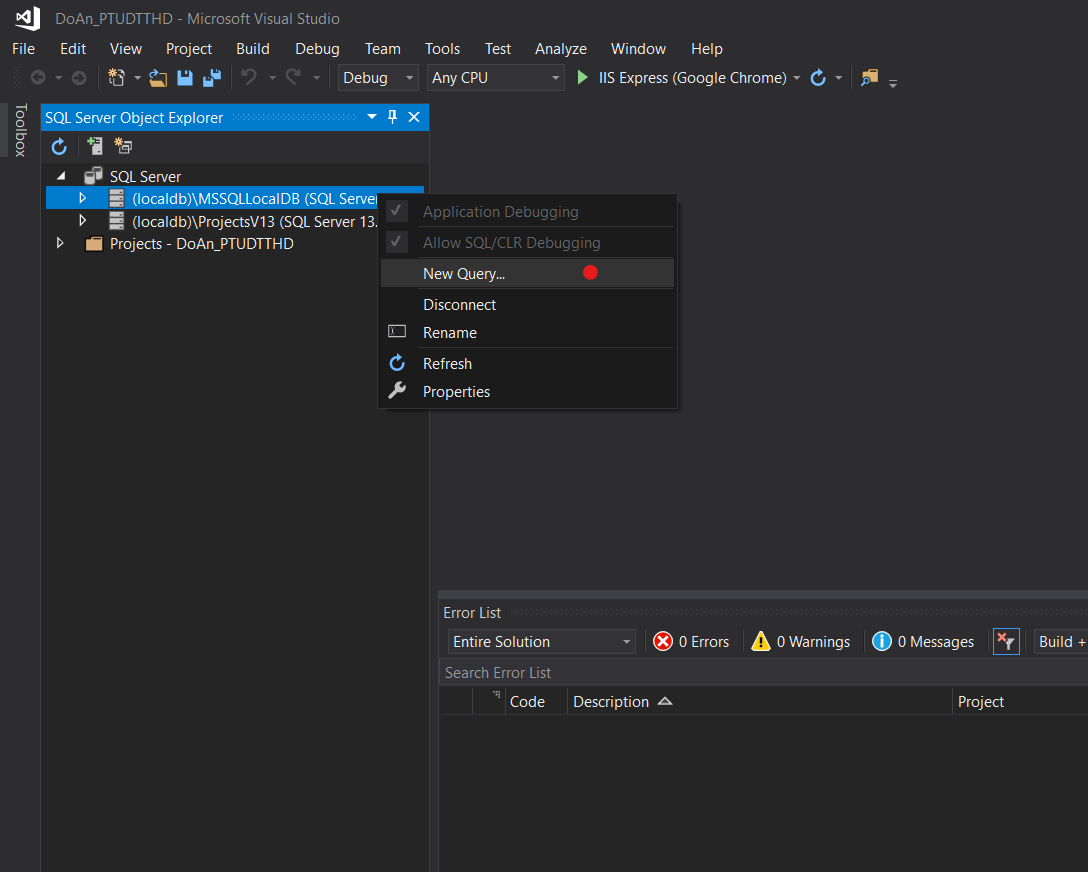 DoAn_PTUDTTHD - Microsoft Visual Studio
File Edit View Project Build Debug Team Tools Test Analyze Window Help
Debug Any CPU IIS Express (Google Chrome)
Toolbox
SQL Server Object Explorer
SQL Server
(localdb)\MSSQLLocalDB (SQL Server
(localdb)\ProjectsV13 (SQL Server 13.
Projects - DoAn_PTUDTTHD
Application Debugging
Allow SQL/CLR Debugging
New Query...
Disconnect
Rename
Refresh
Properties
Error List
Entire Solution 0 Errors 0 Warnings 0 Messages Build +
Search Error List
Code Description Project